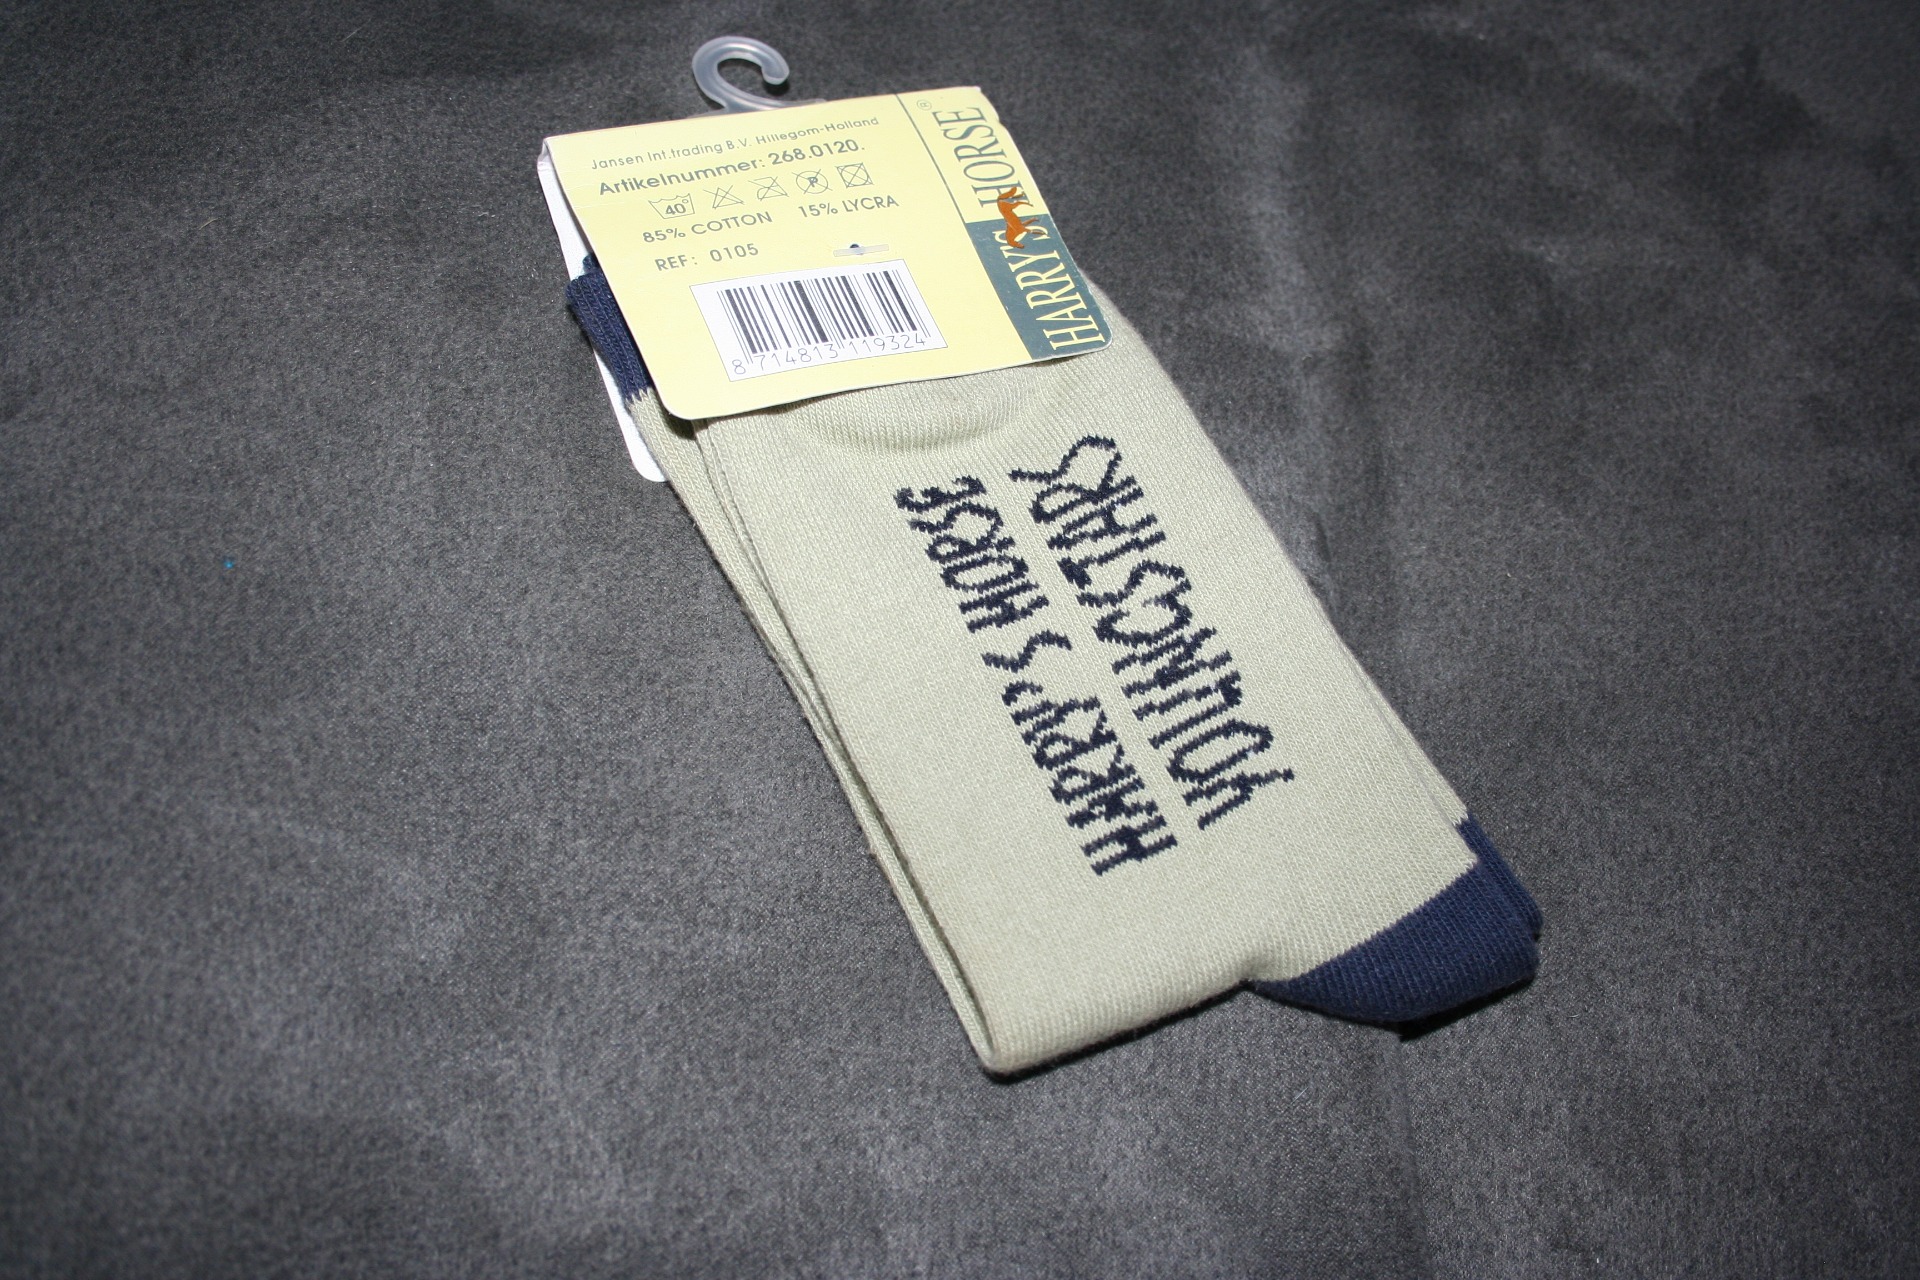 Jansen Int.trading B.V. Hillegom-Holland
Artikelnummer: 268.0120.
40°
P
85% COTTON 15% LYCRA
REF: 0105
8 714813 119324
HARRY'S HORSE®
HARRY'S HORSE
YOUNGSTARY